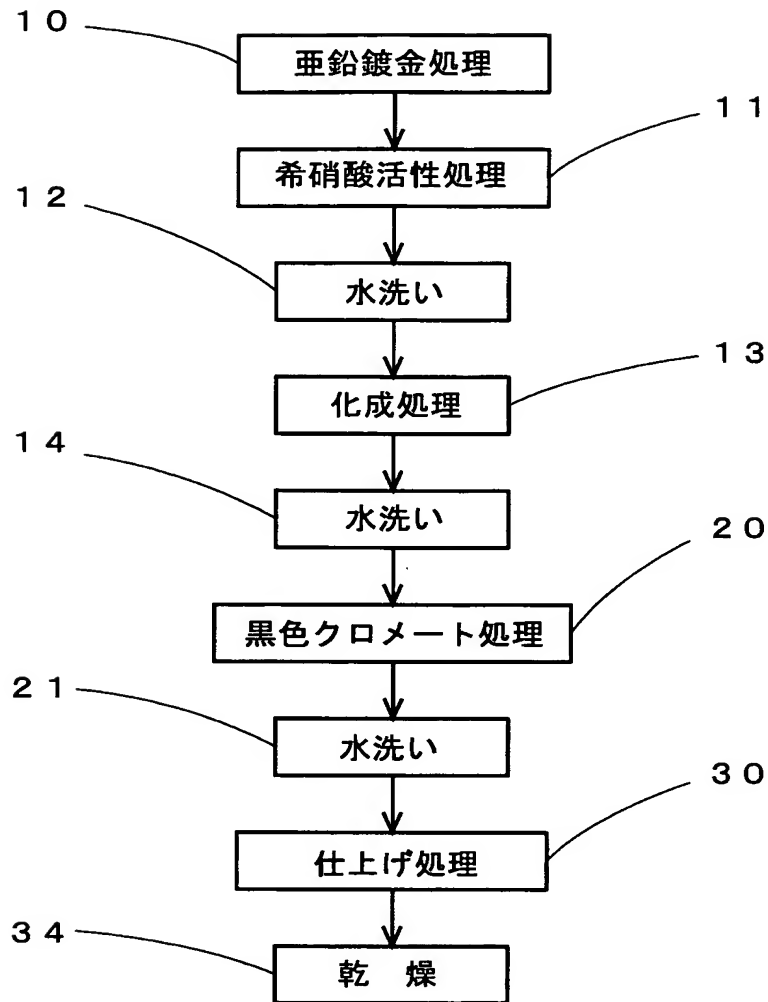 １０
亜鉛鍍金処理
１１
希硝酸活性処理
１２
水洗い
１３
化成処理
１４
水洗い
２０
黒色クロメート処理
２１
水洗い
３０
仕上げ処理
３４
乾　燥